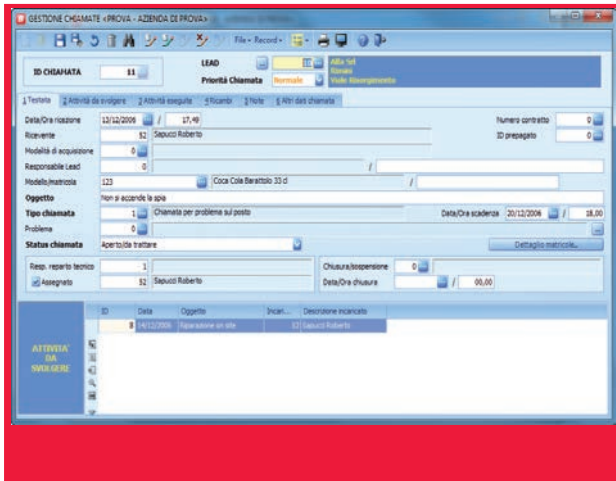 GESTIONE CHIAMATE «PROVA - AZIENDA DI PROVA»
File Record
ID CHIAMATA 11 LEAD 11 Alfa Srl
Rimini
Priorità Chiamata Normale Viale Risorgimento
1 Testata 2 Attività da svolgere 3 Attività eseguite 4 Ricambi 5 Note 6 Altri dati chiamata
Data/Ora ricezione 13/12/2006 / 17,49 Numero contratto 0
Ricevente 52 Sapucci Roberto ID prepagato 0
Modalità di acquisizione 0
Responsabile Lead 0 /
Modello/matricola 123 Coca Cola Barattolo 33 cl /
Oggetto Non si accende la spia
Tipo chiamata 1 Chiamata per problema sul posto Data/Ora scadenza 20/12/2006 / 18,00
Problema 0
Status chiamata Aperto/da trattare Dettaglio matricola...
Resp. reparto tecnico 1 Chiusura/sospensione 0
Assegnato 52 Sapucci Roberto Data/Ora chiusura / 00,00
ID Data Oggetto Incari... Descrizione incaricato
8 14/12/2006 Riparazione on site 52 Sapucci Roberto
ATTIVITA'
DA
SVOLGERE